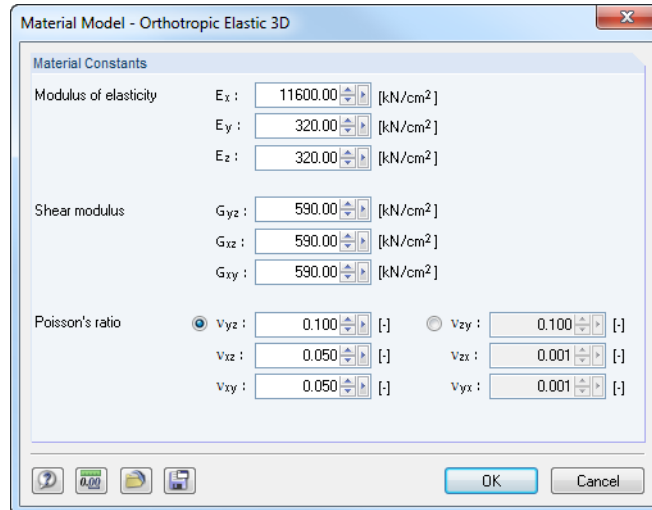 Material Model - Orthotropic Elastic 3D
Material Constants
Modulus of elasticity Ex : 11600.00 [kN/cm2]
Ey : 320.00 [kN/cm2]
Ez : 320.00 [kN/cm2]
Shear modulus Gyz : 590.00 [kN/cm2]
Gxz : 590.00 [kN/cm2]
Gxy : 590.00 [kN/cm2]
Poisson's ratio νyz : 0.100 [-] νzy : 0.100 [-]
νxz : 0.050 [-] νzx : 0.001 [-]
νxy : 0.050 [-] νyx : 0.001 [-]
0.00 OK Cancel